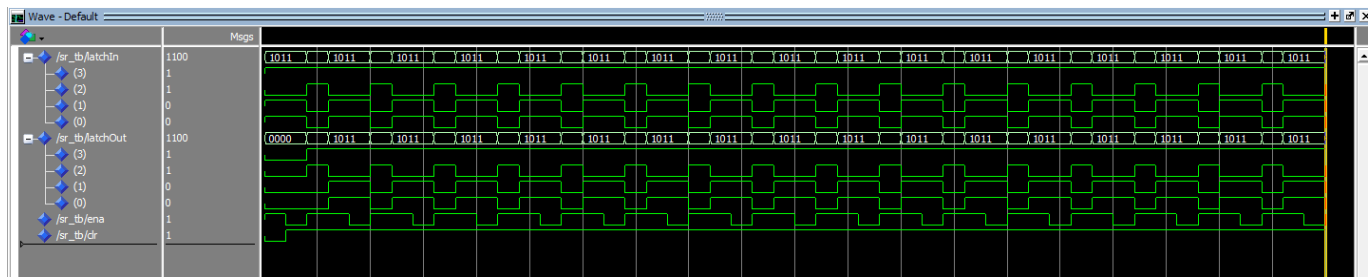 Wave - Default
Msgs
/sr_tb/latchIn 1100 1011 1011 1011 1011 1011 1011 1011 1011 1011 1011 1011 1011 1011 1011 1011 1011 1011
(3) 1
(2) 1
(1) 0
(0) 0
/sr_tb/latchOut 1100 0000 1011 1011 1011 1011 1011 1011 1011 1011 1011 1011 1011 1011 1011 1011 1011 1011
(3) 1
(2) 1
(1) 0
(0) 0
/sr_tb/ena 1
/sr_tb/clr 1